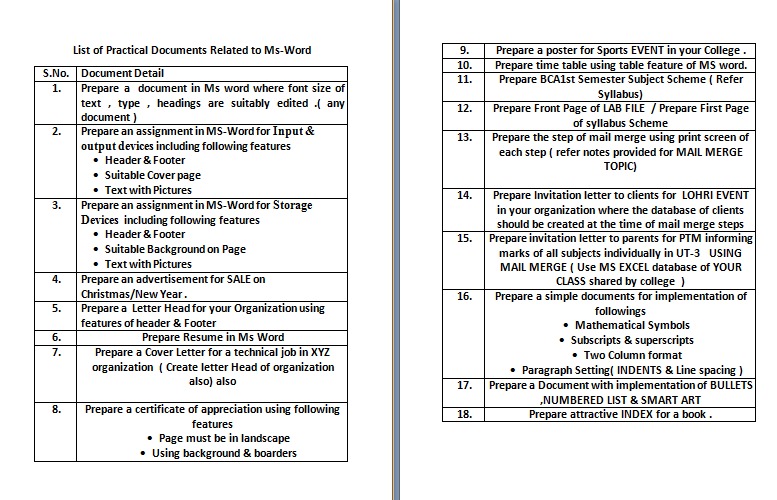 List of Practical Documents Related to Ms-Word
S.No. Document Detail
1. Prepare a document in Ms word where font size of
text , type , headings are suitably edited .( any
document )
2. Prepare an assignment in MS-Word for Input &
output devices including following features
• Header & Footer
• Suitable Cover page
• Text with Pictures
3. Prepare an assignment in MS-Word for Storage
Devices including following features
• Header & Footer
• Suitable Background on Page
• Text with Pictures
4. Prepare an advertisement for SALE on
Christmas/New Year .
5. Prepare a Letter Head for your Organization using
features of header & Footer
6. Prepare Resume in Ms Word
7. Prepare a Cover Letter for a technical job in XYZ
organization ( Create letter Head of organization
also) also
8. Prepare a certificate of appreciation using following
features
• Page must be in landscape
• Using background & boarders
9. Prepare a poster for Sports EVENT in your College .
10. Prepare time table using table feature of MS word.
11. Prepare BCA1st Semester Subject Scheme ( Refer
Syllabus)
12. Prepare Front Page of LAB FILE / Prepare First Page
of syllabus Scheme
13. Prepare the step of mail merge using print screen of
each step ( refer notes provided for MAIL MERGE
TOPIC)
14. Prepare Invitation letter to clients for LOHRI EVENT
in your organization where the database of clients
should be created at the time of mail merge steps
15. Prepare invitation letter to parents for PTM informing
marks of all subjects individually in UT-3 USING
MAIL MERGE ( Use MS EXCEL database of YOUR
CLASS shared by college )
16. Prepare a simple documents for implementation of
followings
• Mathematical Symbols
• Subscripts & superscripts
• Two Column format
• Paragraph Setting( INDENTS & Line spacing )
17. Prepare a Document with implementation of BULLETS
,NUMBERED LIST & SMART ART
18. Prepare attractive INDEX for a book .